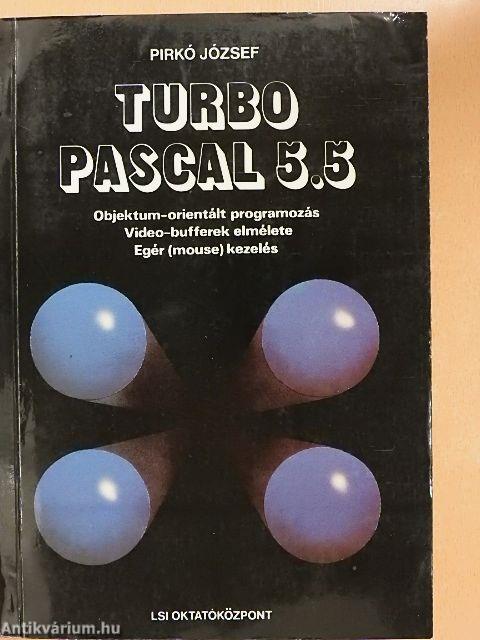 PIRKÓ JÓZSEF
TURBO
PASCAL 5.5
Objektum-orientált programozás
Video-bufferek elmélete
Egér (mouse) kezelés
LSI OKTATÓKÖZPONT
Antikvárium.hu